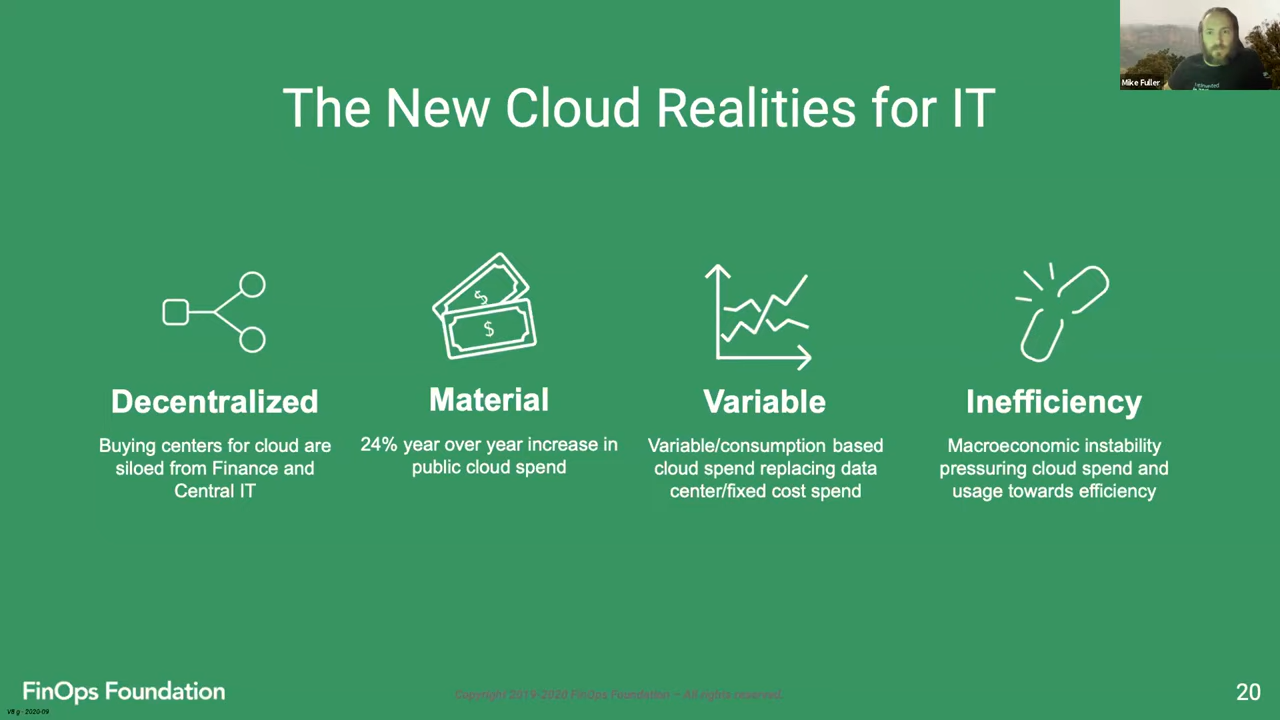 Mike Fuller
The New Cloud Realities for IT
$
$
Decentralized
Buying centers for cloud are
siloed from Finance and
Central IT
Material
24% year over year increase in
public cloud spend
Variable
Variable/consumption based
cloud spend replacing data
center/fixed cost spend
Inefficiency
Macroeconomic instability
pressuring cloud spend and
usage towards efficiency
FinOps Foundation
Copyright 2019-2020 FinOps Foundation – All rights reserved.
20